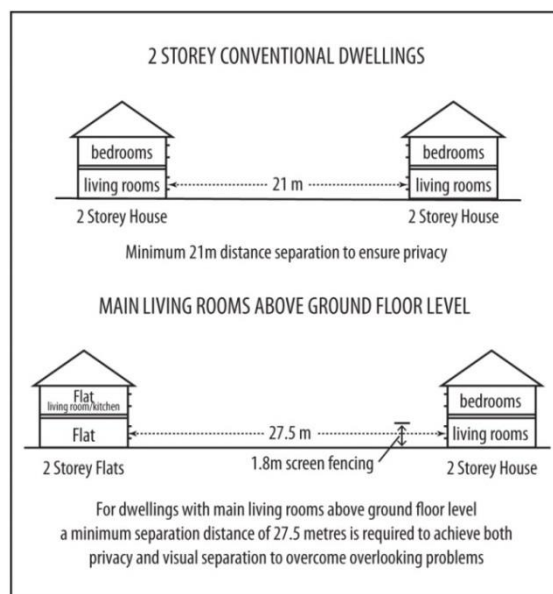 2 STOREY CONVENTIONAL DWELLINGS
bedrooms
bedrooms
living rooms
21 m
living rooms
2 Storey House
2 Storey House
Minimum 21m distance separation to ensure privacy
MAIN LIVING ROOMS ABOVE GROUND FLOOR LEVEL
Flat
living room/kitchen
bedrooms
Flat
27.5 m
living rooms
2 Storey Flats
1.8m screen fencing
2 Storey House
For dwellings with main living rooms above ground floor level
a minimum separation distance of 27.5 metres is required to achieve both
privacy and visual separation to overcome overlooking problems